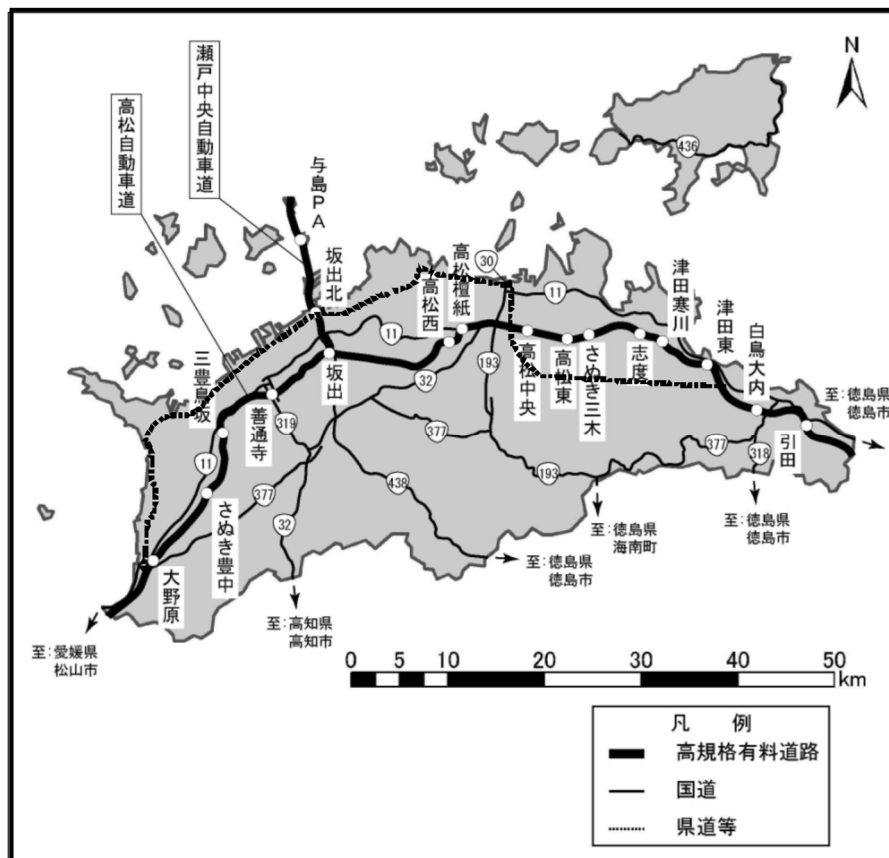 瀬戸中央自動車道
高松自動車道
与島PA
N
436
坂出北
高松檀紙
高松西
30
11
津田寒川
津田東
白鳥大内
三豊鳥坂
11
坂出
善通寺
193
32
高松中央
高松東
さぬき三木
志度
至:徳島県
徳島市
引田
319
377
377
318
11
377
438
193
さぬき豊中
32
大野原
至:徳島県
海南町
至:徳島県
徳島市
至:徳島県
徳島市
至:高知県
高知市
至:愛媛県
松山市
0 5 10 20 30 40 50
km
凡 例
高規格有料道路
国道
県道等